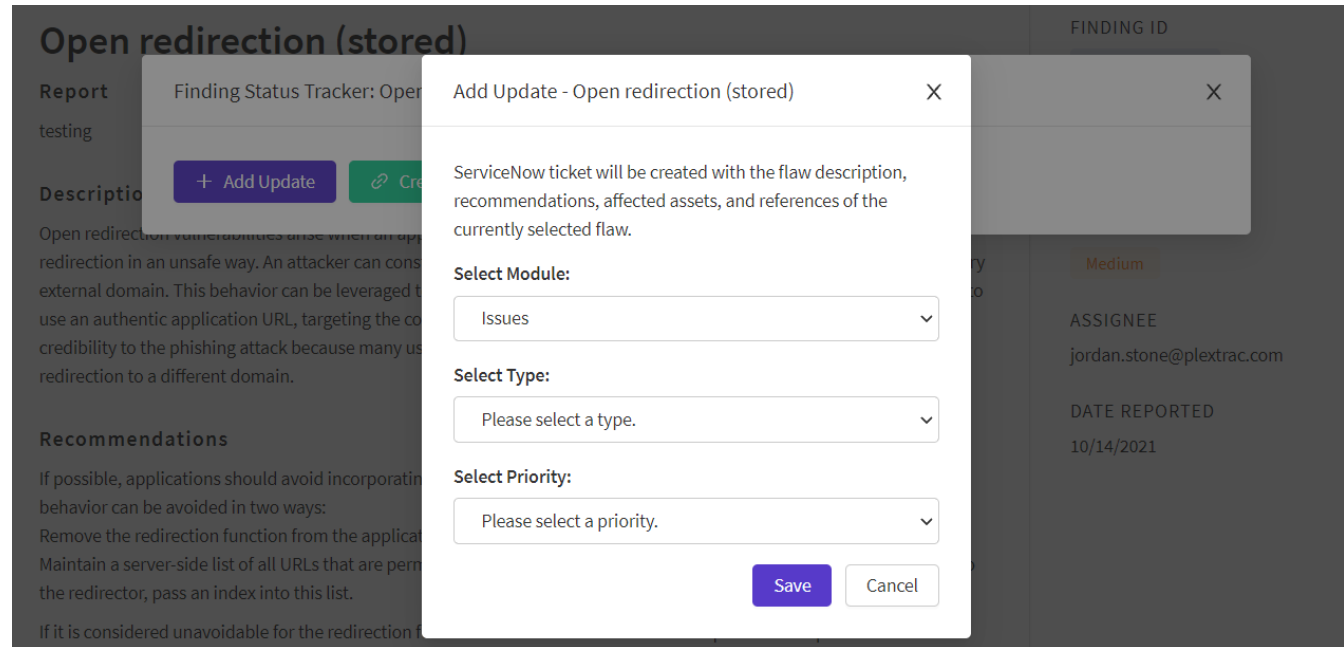 Open redirection (stored)
FINDING ID
Report
Finding Status Tracker: Oper
Add Update - Open redirection (stored)
testing
+ Add Update
ServiceNow ticket will be created with the flaw description,
recommendations, affected assets, and references of the
currently selected flaw.
Open redirection vulnerabilities arise when an
redirection in an unsafe way. An attacker can
external domain. This behavior can be leveraged
use an authentic application URL, targeting the
credibility to the phishing attack because many
redirection to a different domain.
Select Module:
Issues
Select Type:
Please select a type.
Select Priority:
Please select a priority.
Save
Cancel
Medium
ASSIGNEE
jordan.stone@plextrac.com
DATE REPORTED
10/14/2021
Recommendations
If possible, applications should avoid
behavior can be avoided in two ways:
Remove the redirection function from the
Maintain a server-side list of all URLs that are
the redirector, pass an index into this list.
If it is considered unavoidable for the redirection